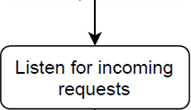 Listen for incoming
requests